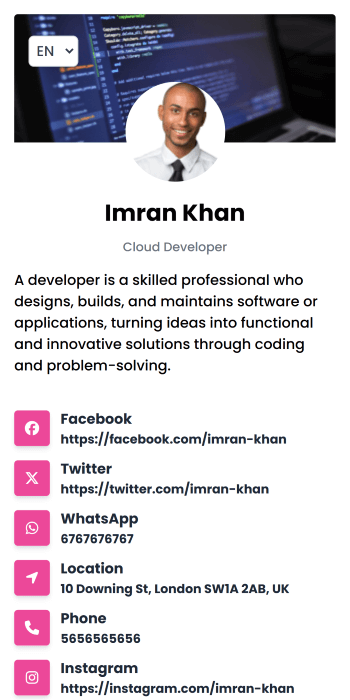 EN
Imran Khan
Cloud Developer
A developer is a skilled professional who
designs, builds, and maintains software or
applications, turning ideas into functional
and innovative solutions through coding
and problem-solving.
Facebook
https://facebook.com/imran-khan
Twitter
https://twitter.com/imran-khan
WhatsApp
6767676767
Location
10 Downing St, London SW1A 2AB, UK
Phone
5656565656
Instagram
https://instagram.com/imran-khan